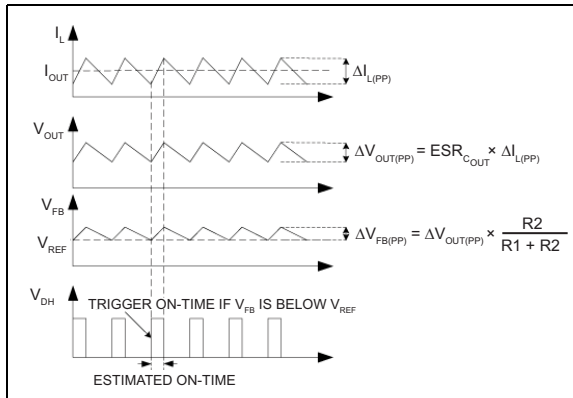 I_L
I_OUT
ΔI_L(PP)
V_OUT
ΔV_OUT(PP) = ESR_C_OUT × ΔI_L(PP)
V_FB
V_REF
ΔV_FB(PP) = ΔV_OUT(PP) × R2 / R1 + R2
V_DH
TRIGGER ON-TIME IF V_FB IS BELOW V_REF
ESTIMATED ON-TIME